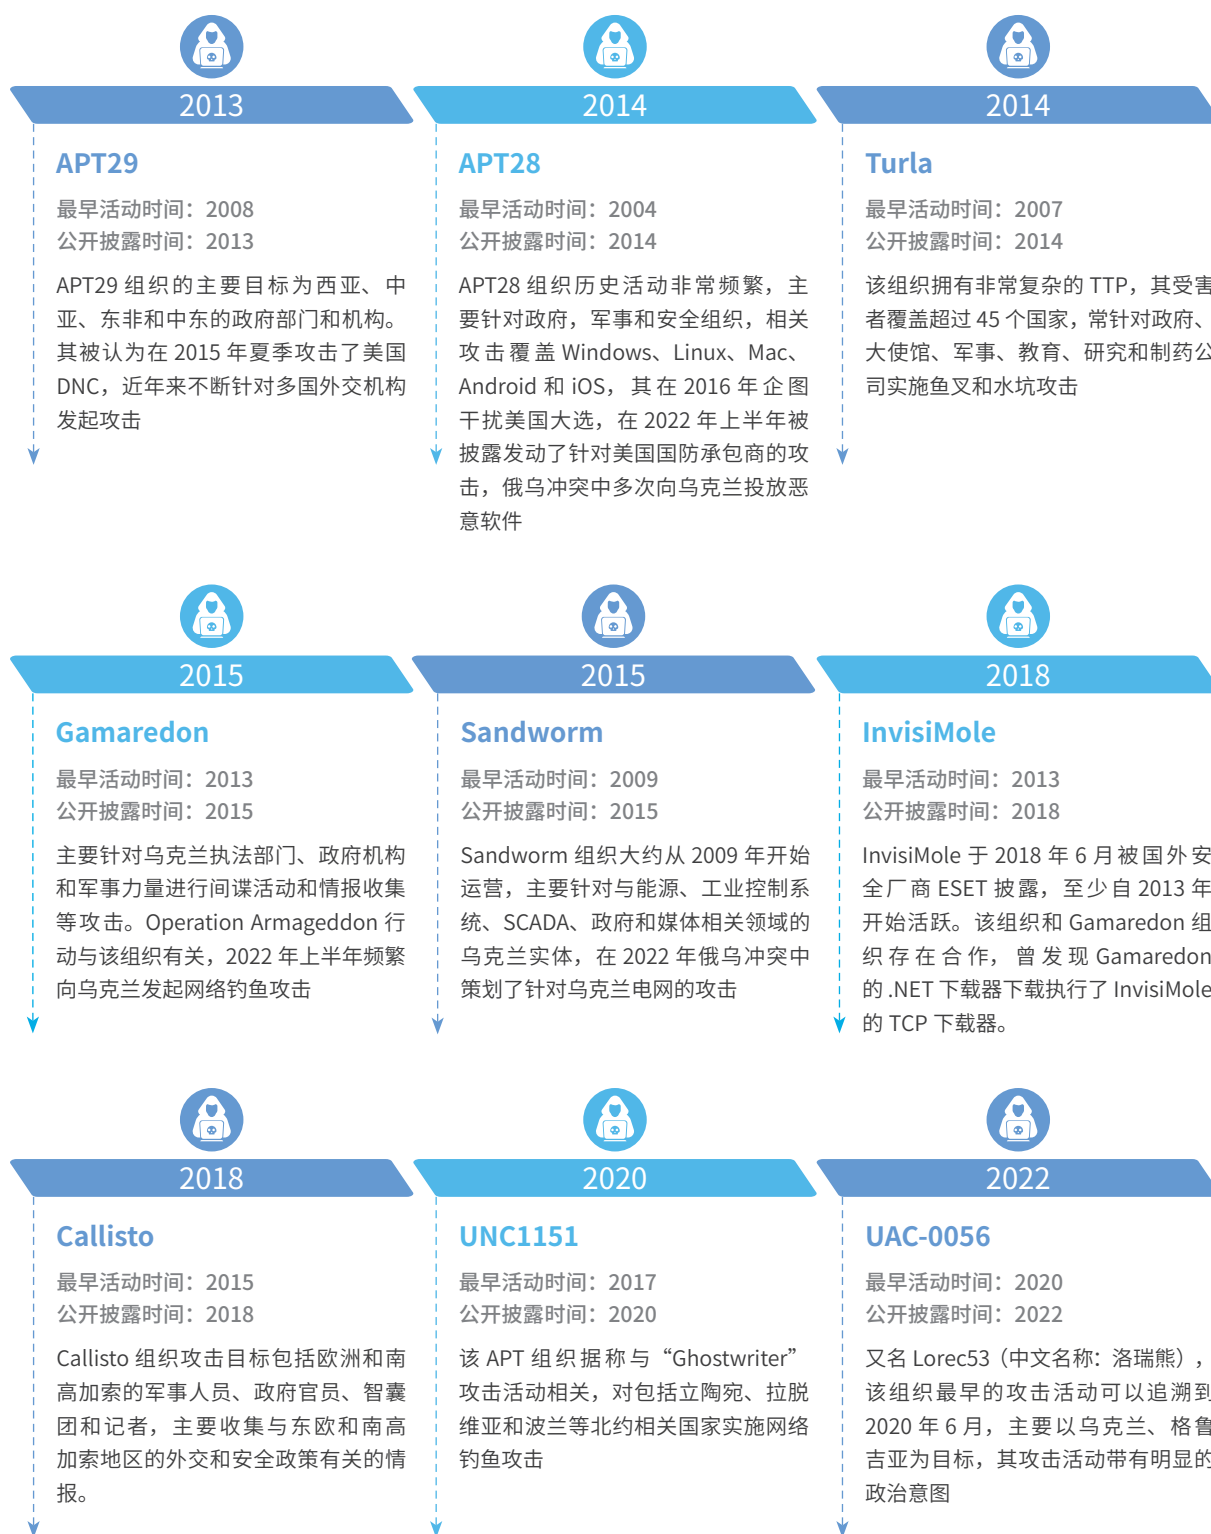 2013
APT29
最早活动时间：2008
公开披露时间：2013
APT29 组织的主要目标为西亚、中
亚、东非和中东的政府部门和机构。
其被认为在 2015 年夏季攻击了美国
DNC，近年来不断针对多国外交机构
发起攻击
2014
APT28
最早活动时间：2004
公开披露时间：2014
APT28 组织历史活动非常频繁，主
要针对政府，军事和安全组织，相关
攻击覆盖 Windows、Linux、Mac、
Android 和 iOS，其在 2016 年企图
干扰美国大选，在 2022 年上半年被
披露发动了针对美国国防承包商的攻
击，俄乌冲突中多次向乌克兰投放恶
意软件
2014
Turla
最早活动时间：2007
公开披露时间：2014
该组织拥有非常复杂的 TTP，其受害
者覆盖超过 45 个国家，常针对政府、
大使馆、军事、教育、研究和制药公
司实施鱼叉和水坑攻击
2015
Gamaredon
最早活动时间：2013
公开披露时间：2015
主要针对乌克兰执法部门、政府机构
和军事力量进行间谍活动和情报收集
等攻击。Operation Armageddon 行
动与该组织有关，2022 年上半年频繁
向乌克兰发起网络钓鱼攻击
2015
Sandworm
最早活动时间：2009
公开披露时间：2015
Sandworm 组织大约从 2009 年开始
运营，主要针对与能源、工业控制系
统、SCADA、政府和媒体相关领域的
乌克兰实体，在 2022 年俄乌冲突中
策划了针对乌克兰电网的攻击
2018
InvisiMole
最早活动时间：2013
公开披露时间：2018
InvisiMole 于 2018 年 6 月被国外安
全厂商 ESET 披露，至少自 2013 年
开始活跃。该组织和 Gamaredon 组
织存在合作，曾发现 Gamaredon
的 .NET 下载器下载执行了 InvisiMole
的 TCP 下载器。
2018
Callisto
最早活动时间：2015
公开披露时间：2018
Callisto 组织攻击目标包括欧洲和南
高加索的军事人员、政府官员、智囊
团和记者，主要收集与东欧和南高
加索地区的外交和安全政策有关的情
报。
2020
UNC1151
最早活动时间：2017
公开披露时间：2020
该 APT 组织据称与“Ghostwriter”
攻击活动相关，对包括立陶宛、拉脱
维亚和波兰等北约相关国家实施网络
钓鱼攻击
2022
UAC-0056
最早活动时间：2020
公开披露时间：2022
又名 Lorec53（中文名称：洛瑞熊），
该组织最早的攻击活动可以追溯到
2020 年 6 月，主要以乌克兰、格鲁
吉亚为目标，其攻击活动带有明显的
政治意图